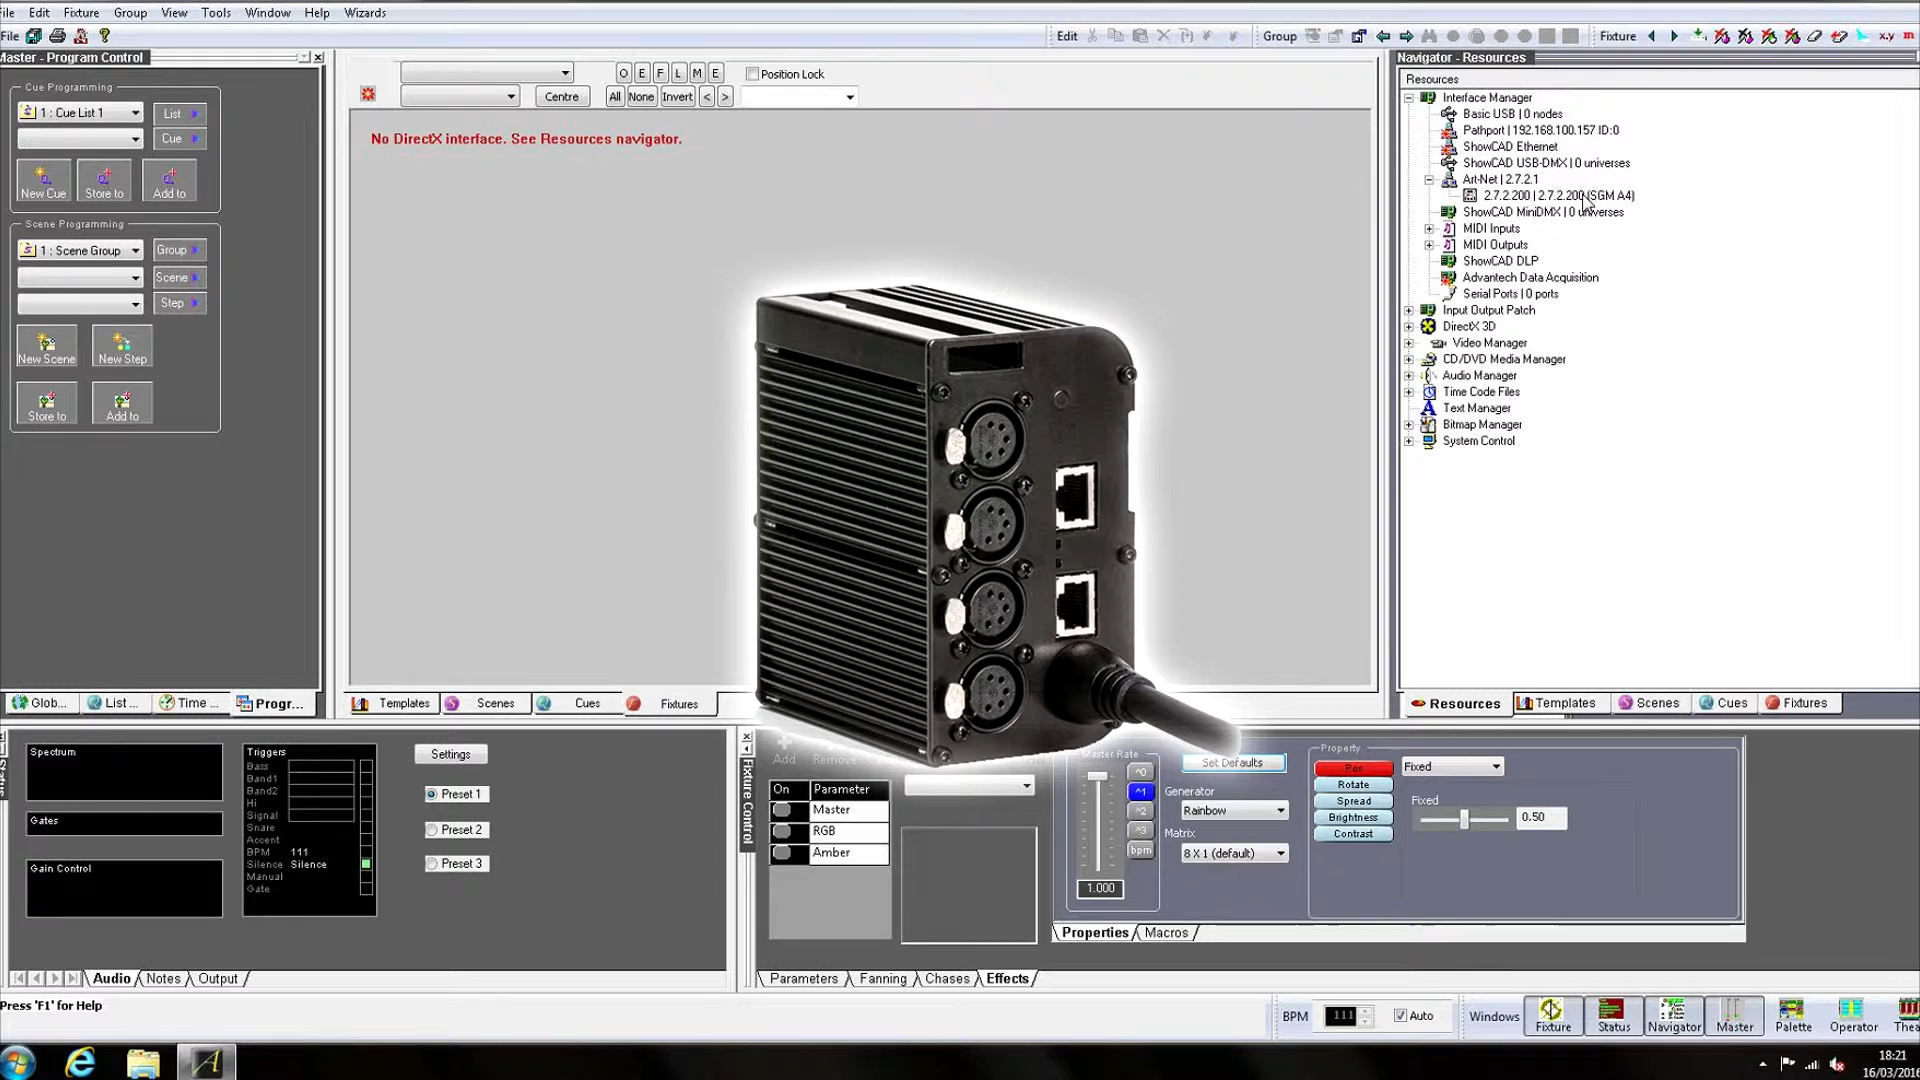 File Edit Fixture Group View Tools Window Help Wizards
File Edit Group Fixture x.y m
Master - Program Control
Cue Programming
1 : Cue List 1 List
Cue
New Cue Store to Add to
Scene Programming
1 : Scene Group Group
Scene
Step
New Scene New Step
Store to Add to
Glob... List ... Time ... Progr...
O E F L M E Position Lock
Centre All None Invert < >
No DirectX interface. See Resources navigator.
Templates Scenes Cues Fixtures
Navigator - Resources
Resources
Interface Manager
Basic USB | 0 nodes
Pathport | 192.168.100.157 ID:0
ShowCAD Ethernet
ShowCAD USB-DMX | 0 universes
Art-Net | 2.7.2.1
2.7.2.200 | 2.7.2.200 (SGM A4)
ShowCAD MiniDMX | 0 universes
MIDI Inputs
MIDI Outputs
ShowCAD DLP
Advantech Data Acquisition
Serial Ports | 0 ports
Input Output Patch
DirectX 3D
Video Manager
CD/DVD Media Manager
Audio Manager
Time Code Files
Text Manager
Bitmap Manager
System Control
Resources Templates Scenes Cues Fixtures
Spectrum
Gates
Gain Control
Triggers
Bass
Band1
Band2
Hi
Signal
Snare
Accent
BPM 111
Silence Silence
Manual
Gate
Settings
Preset 1
Preset 2
Preset 3
Audio Notes Output
Fixture Control
Add Remove
On Parameter
Master
RGB
Amber
Master Rate
^0
^1
^2
^3
bpm
1.000
Set Defaults
Generator
Rainbow
Matrix
8 X 1 (default)
Property
Pos
Rotate
Spread
Brightness
Contrast
Fixed
Fixed
0.50
Properties Macros
Parameters Fanning Chases Effects
Press 'F1' for Help
BPM 111 Auto Windows Fixture Status Navigator Master Palette Operator Thea
18:21
16/03/2016